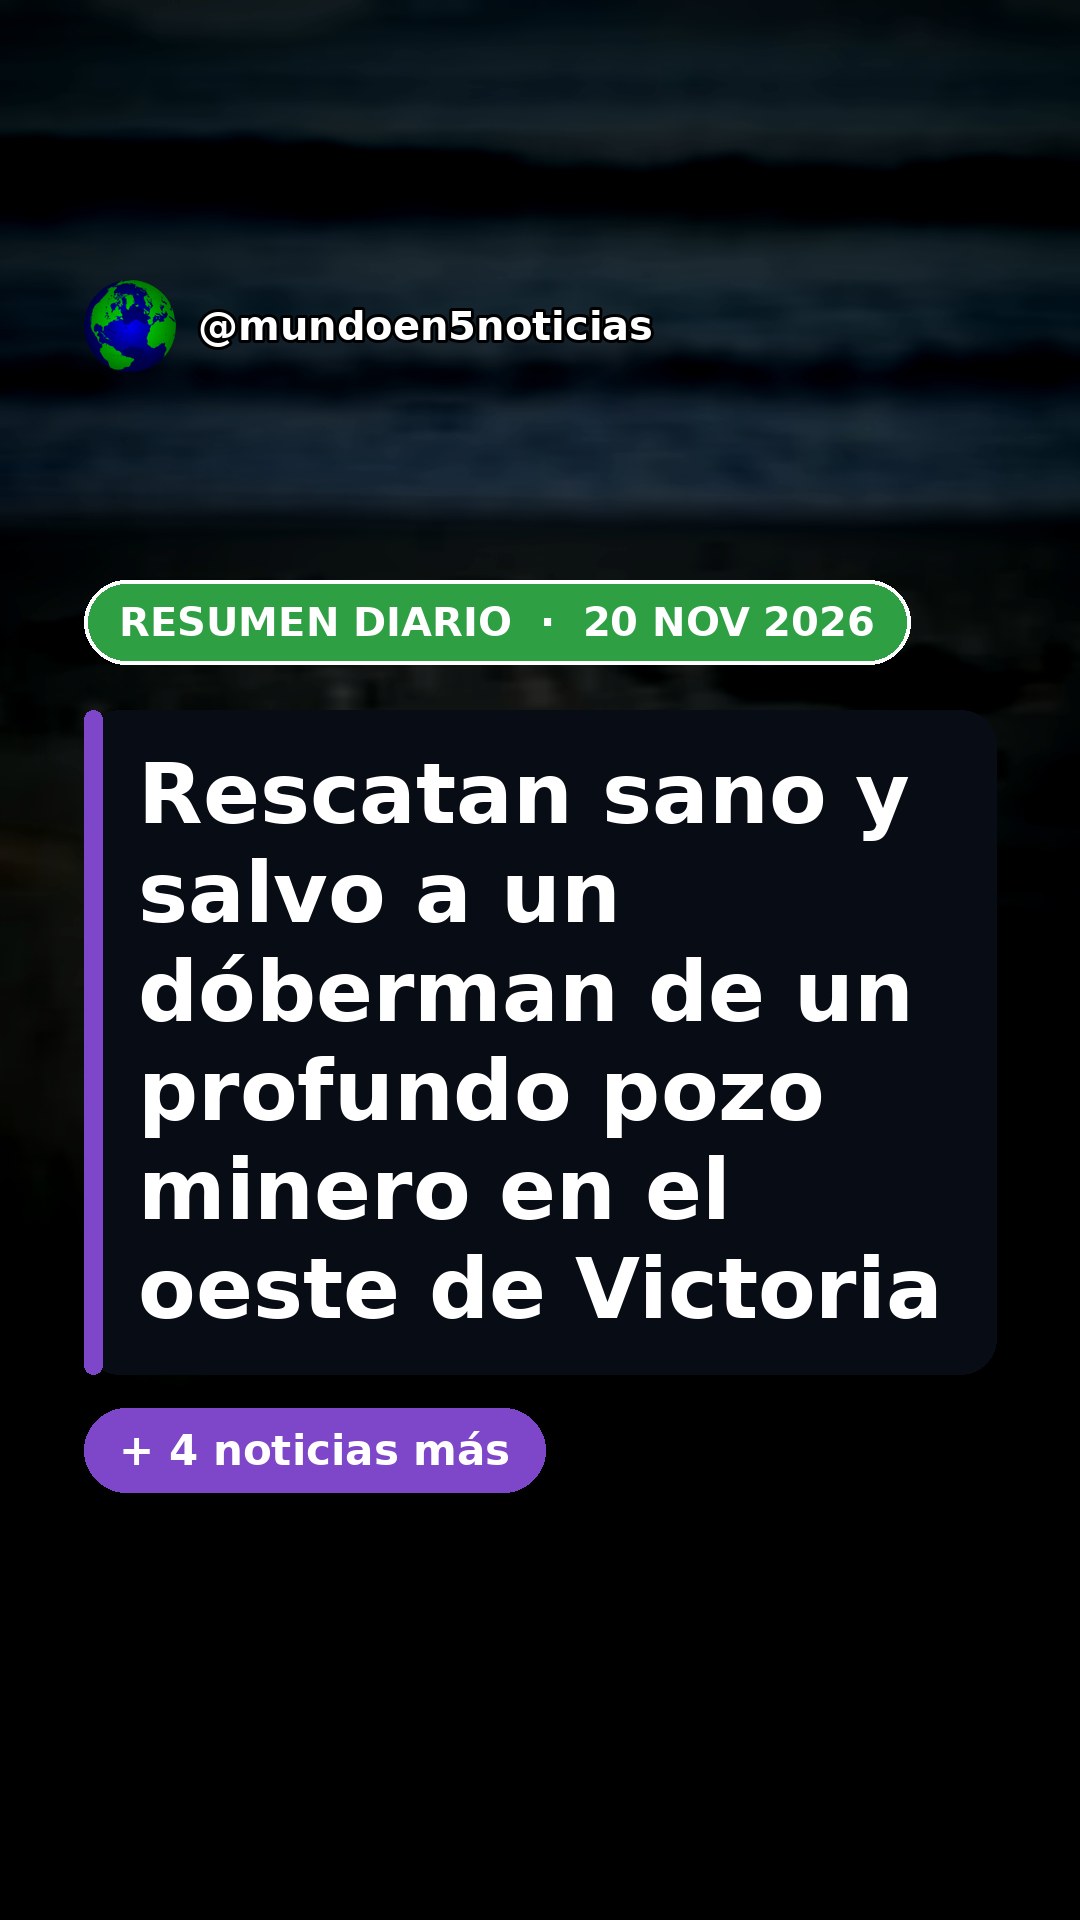 @mundoen5noticias
RESUMEN DIARIO · 20 NOV 2026
Rescatan sano y
salvo a un
dóberman de un
profundo pozo
minero en el
oeste de Victoria
+ 4 noticias más